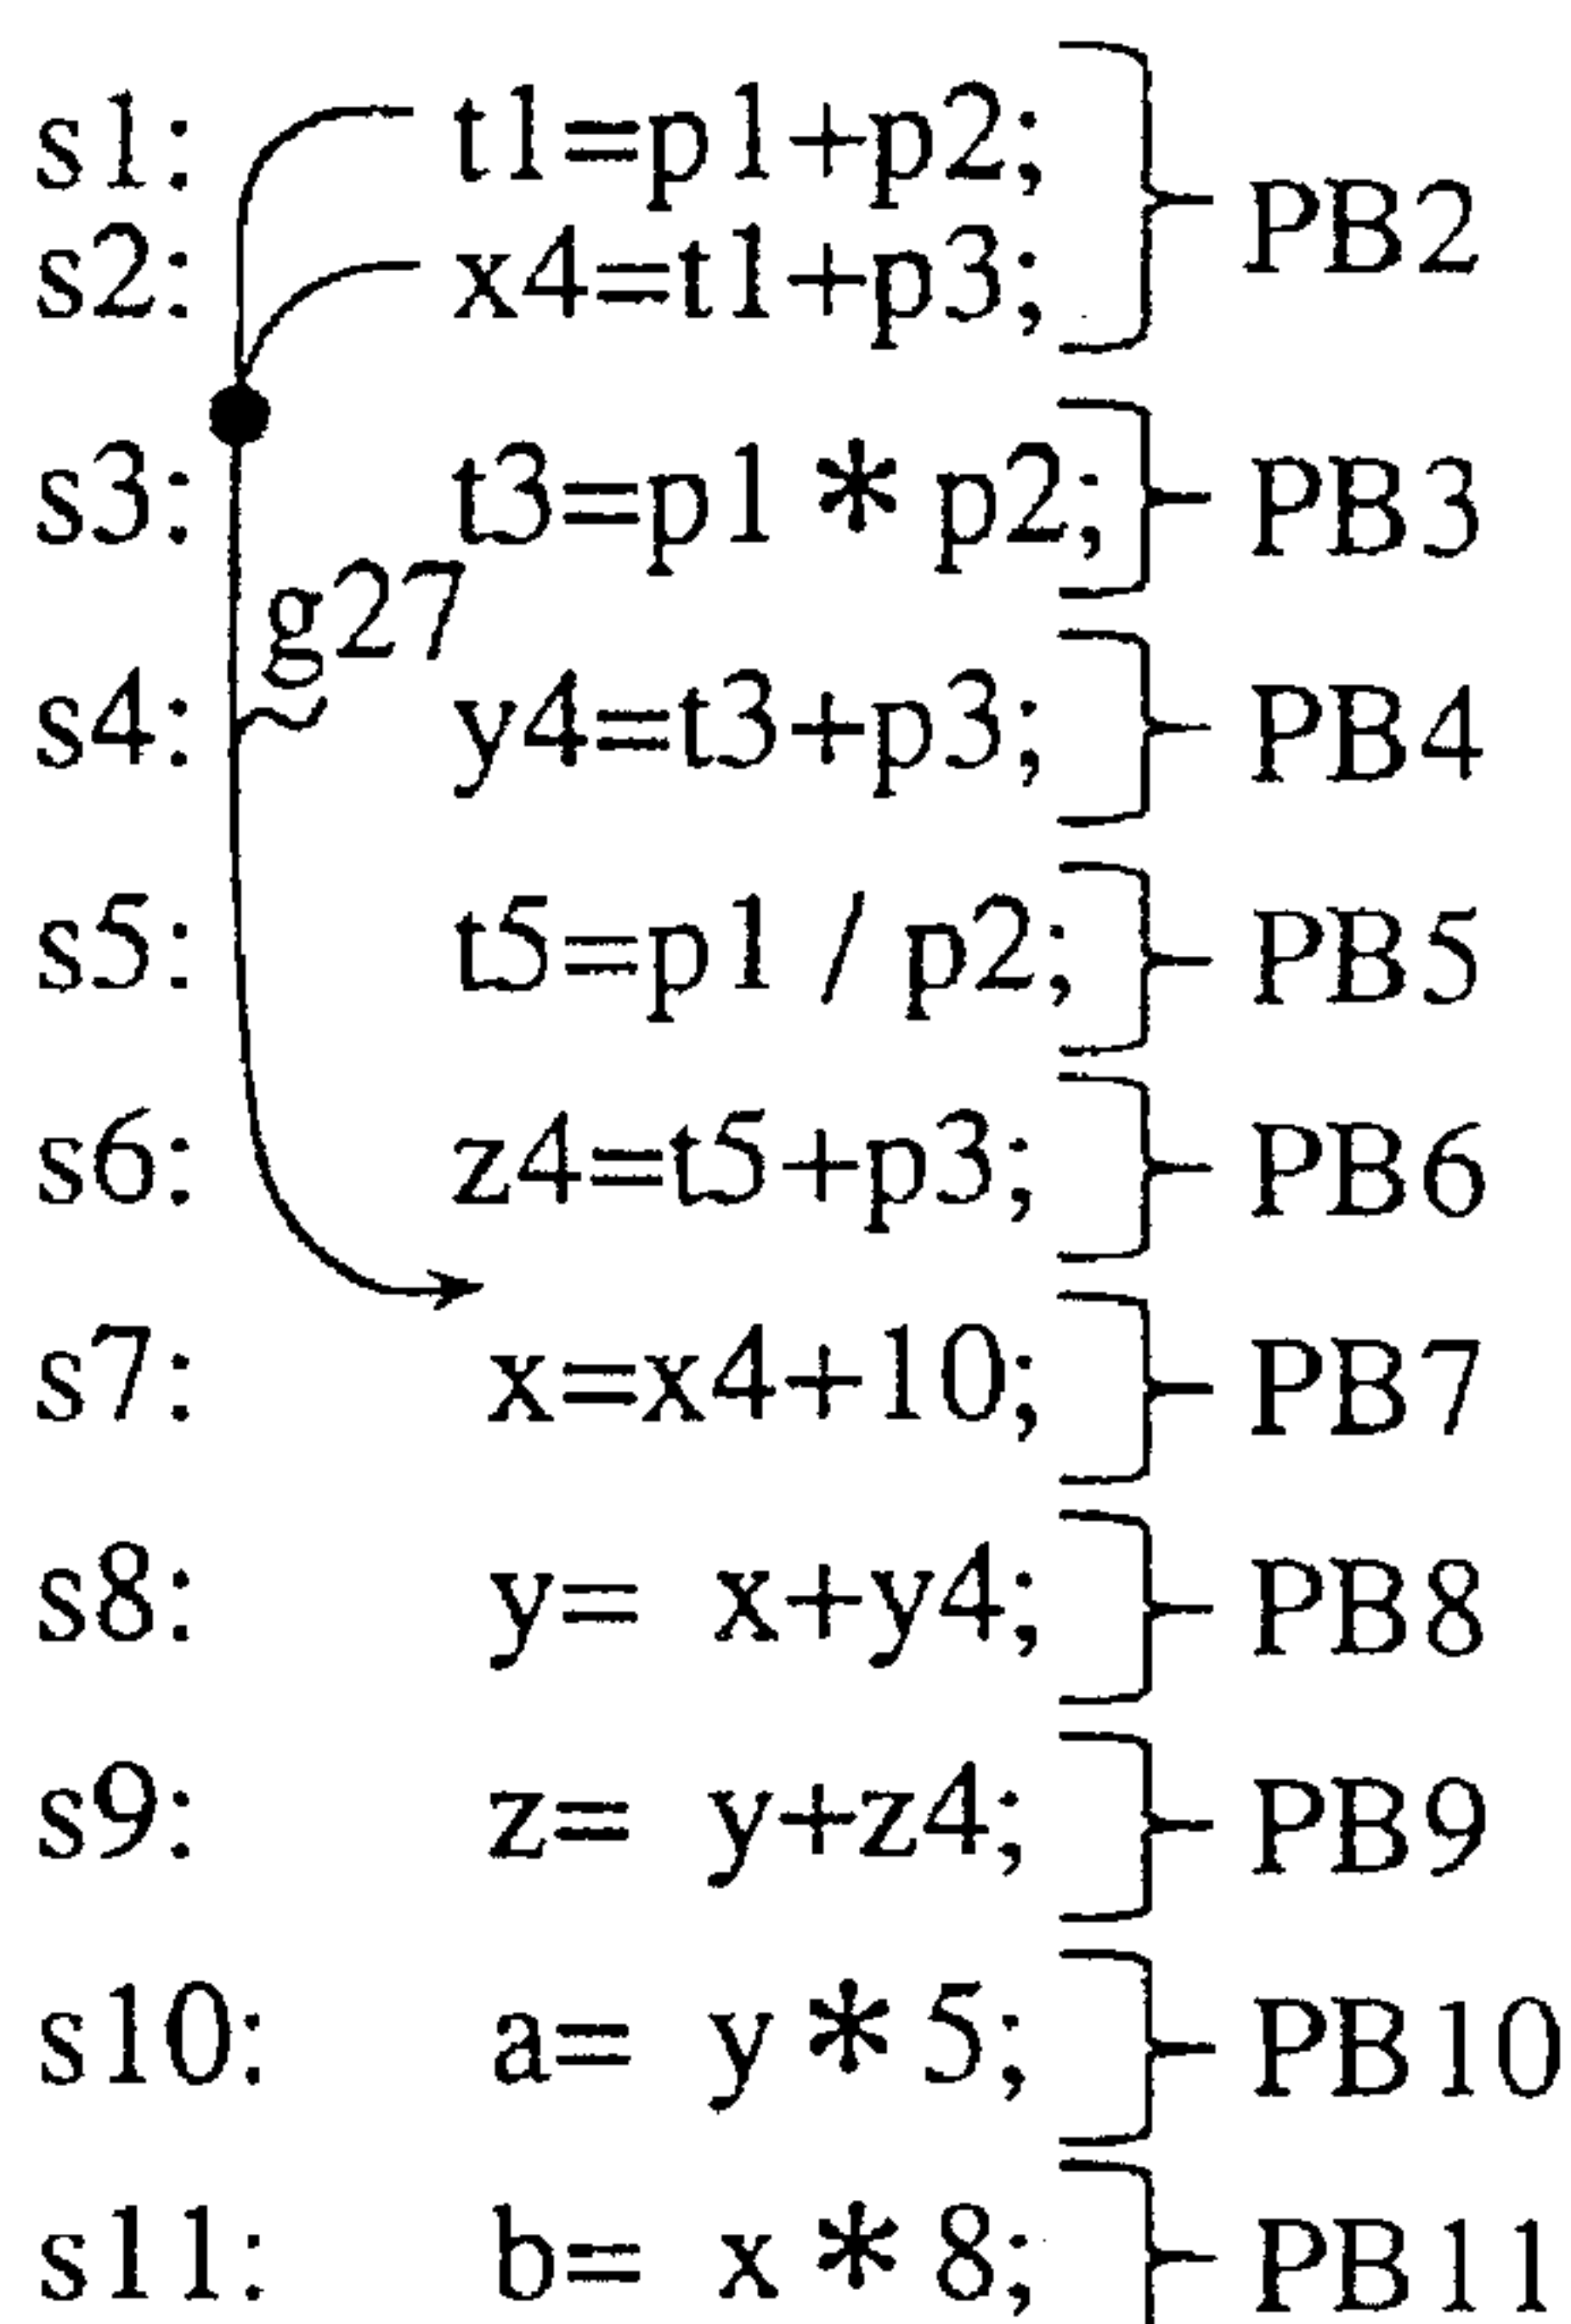 s1: t1=p1+p2;
s2: x4=t1+p3;
PB2
s3: t3=p1 * p2; PB3
g27
s4: y4=t3+p3; PB4
s5: t5=p1 / p2; PB5
s6: z4=t5+p3; PB6
s7: x=x4+10; PB7
s8: y= x+y4; PB8
s9: z= y+z4; PB9
s10: a= y * 5; PB10
s11: b= x * 8; PB11